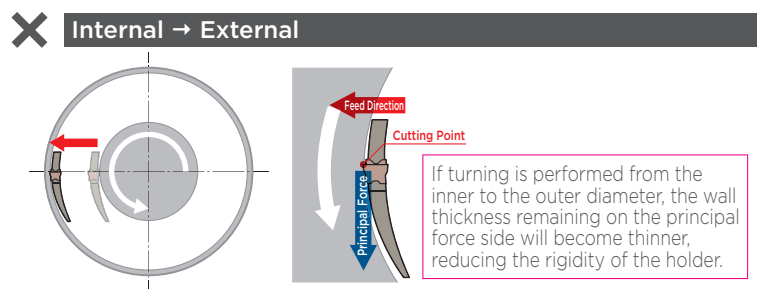 Internal → External
Feed Direction
Cutting Point
Principal Force
If turning is performed from the
inner to the outer diameter, the wall
thickness remaining on the principal
force side will become thinner,
reducing the rigidity of the holder.